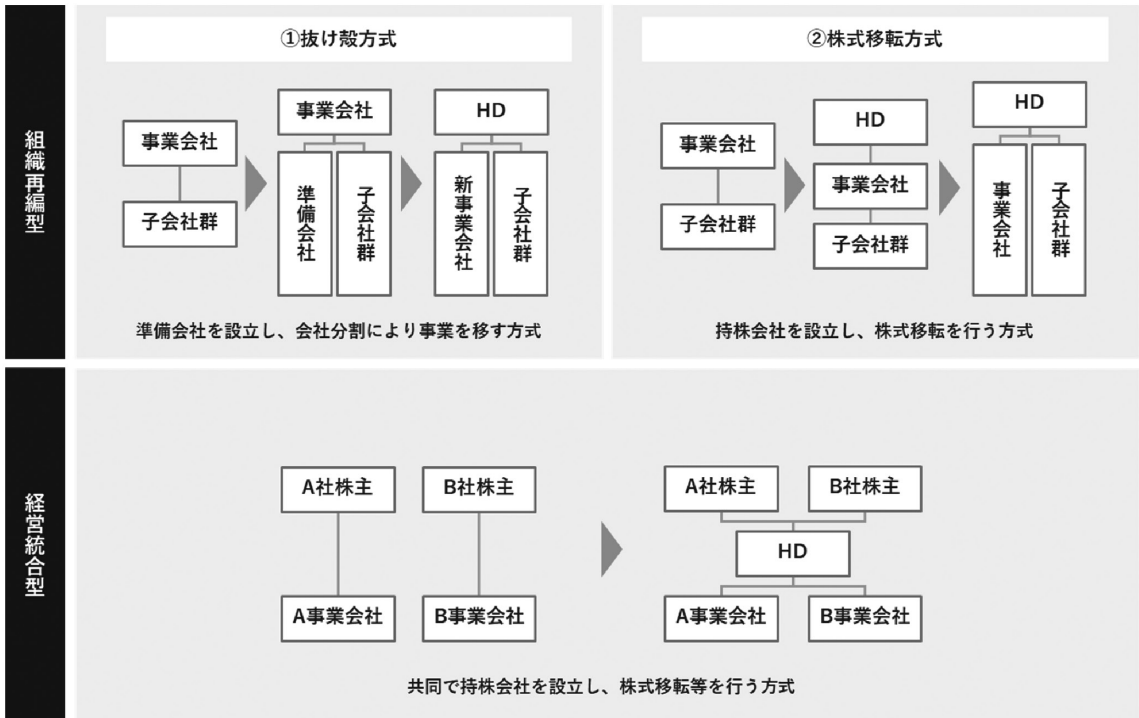 組織再編型
①抜け殻方式
事業会社
子会社群
事業会社
準備会社
子会社群
HD
新事業会社
子会社群
準備会社を設立し、会社分割により事業を移す方式
②株式移転方式
事業会社
子会社群
HD
事業会社
子会社群
HD
事業会社
子会社群
持株会社を設立し、株式移転を行う方式
経営統合型
A社株主
B社株主
A事業会社
B事業会社
A社株主
B社株主
HD
A事業会社
B事業会社
共同で持株会社を設立し、株式移転等を行う方式